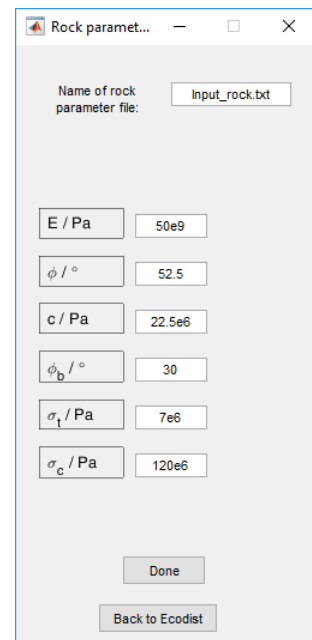 Rock paramet...
Name of rock
parameter file:
Input_rock.txt
E / Pa
50e9
ϕ / °
52.5
c / Pa
22.5e6
ϕb / °
30
σt / Pa
7e6
σc / Pa
120e6
Done
Back to Ecodist